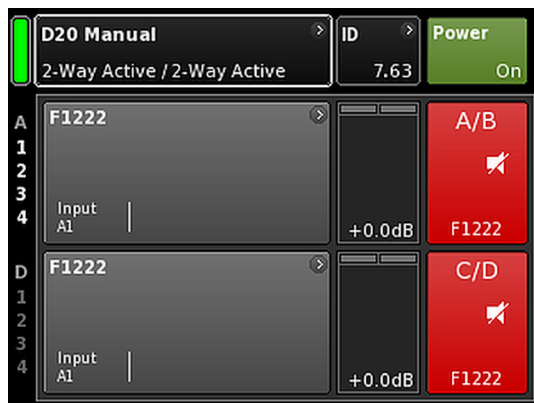 D20 Manual
2-Way Active / 2-Way Active
ID
7.63
Power
On
A
1
2
3
4
F1222
Input
A1
+0.0dB
A/B
F1222
D
1
2
3
4
F1222
Input
A1
+0.0dB
C/D
F1222